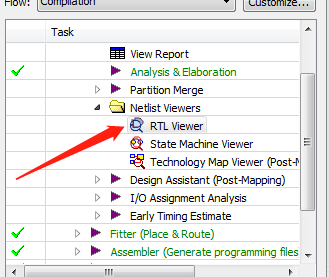 Flow: Compilation Customize...
Task
View Report
Analysis & Elaboration
Partition Merge
Netlist Viewers
RTL Viewer
State Machine Viewer
Technology Map Viewer (Post-M
Design Assistant (Post-Mapping)
I/O Assignment Analysis
Early Timing Estimate
Fitter (Place & Route)
Assembler (Generate programming files